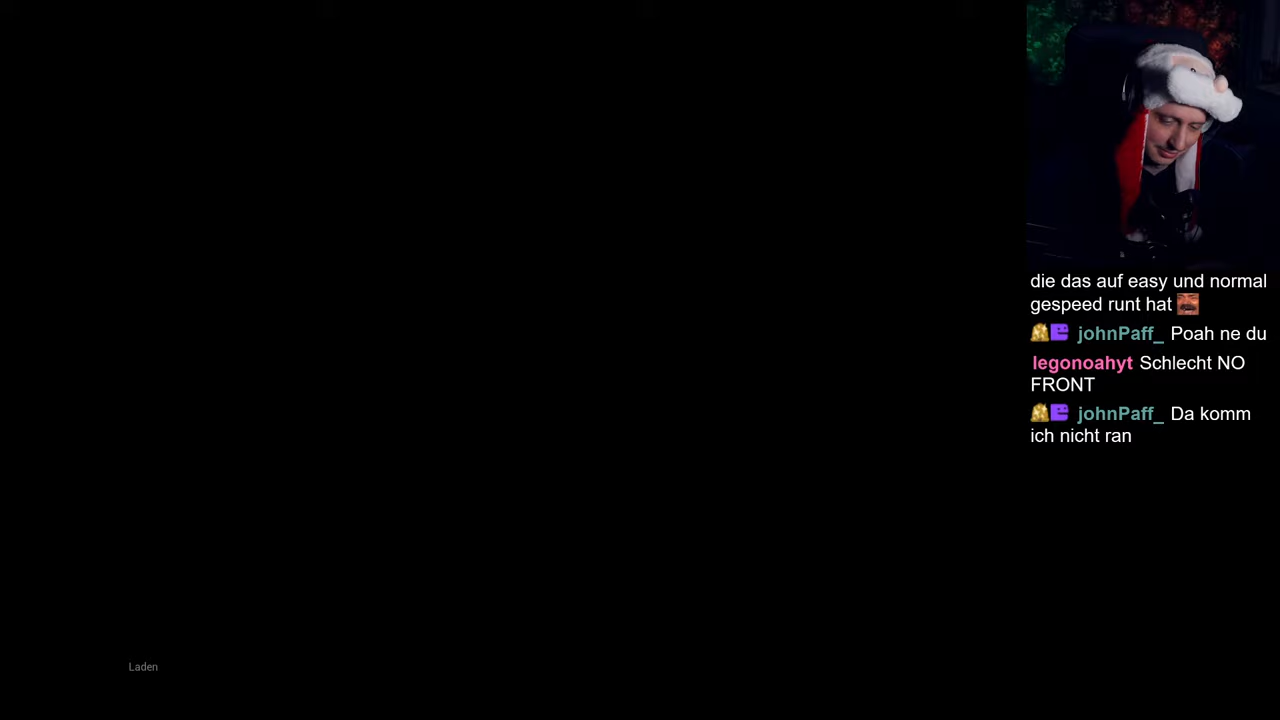 die das auf easy und normal
gespeed runt hat
johnPaff_ Poah ne du
legonoahyt Schlecht NO
FRONT
johnPaff_ Da komm
ich nicht ran
Laden